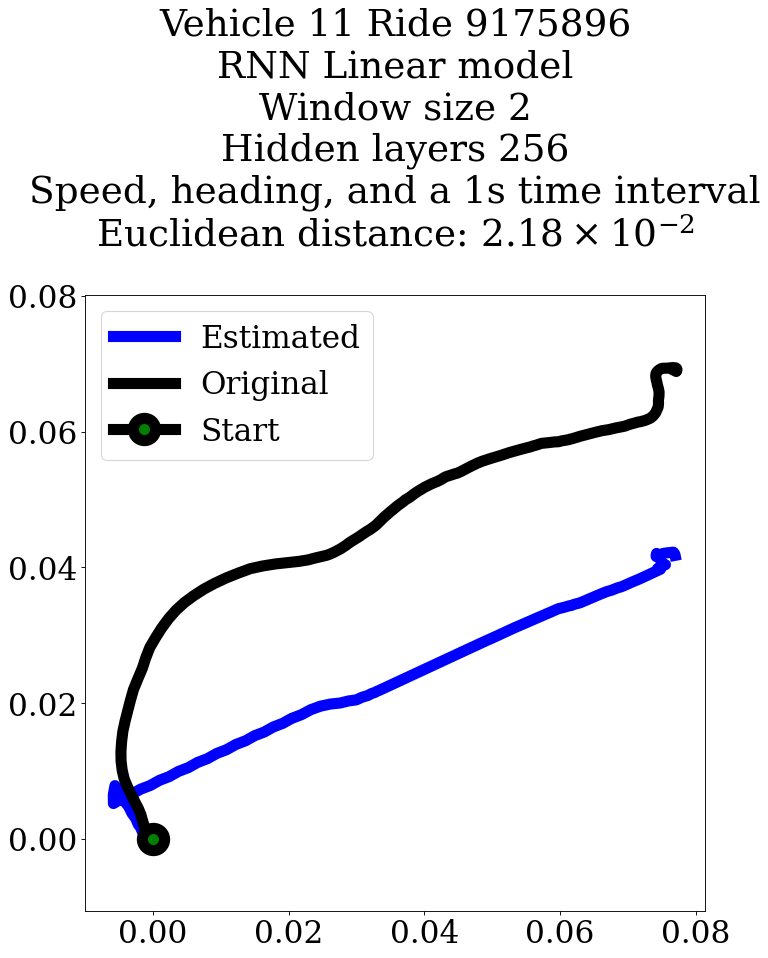 Vehicle 11 Ride 9175896
RNN Linear model
Window size 2
Hidden layers 256
Speed, heading, and a 1s time interval
Euclidean distance: 2.18 × 10⁻²
0.08
Estimated
Original
Start
0.06
0.04
0.02
0.00
0.00 0.02 0.04 0.06 0.08